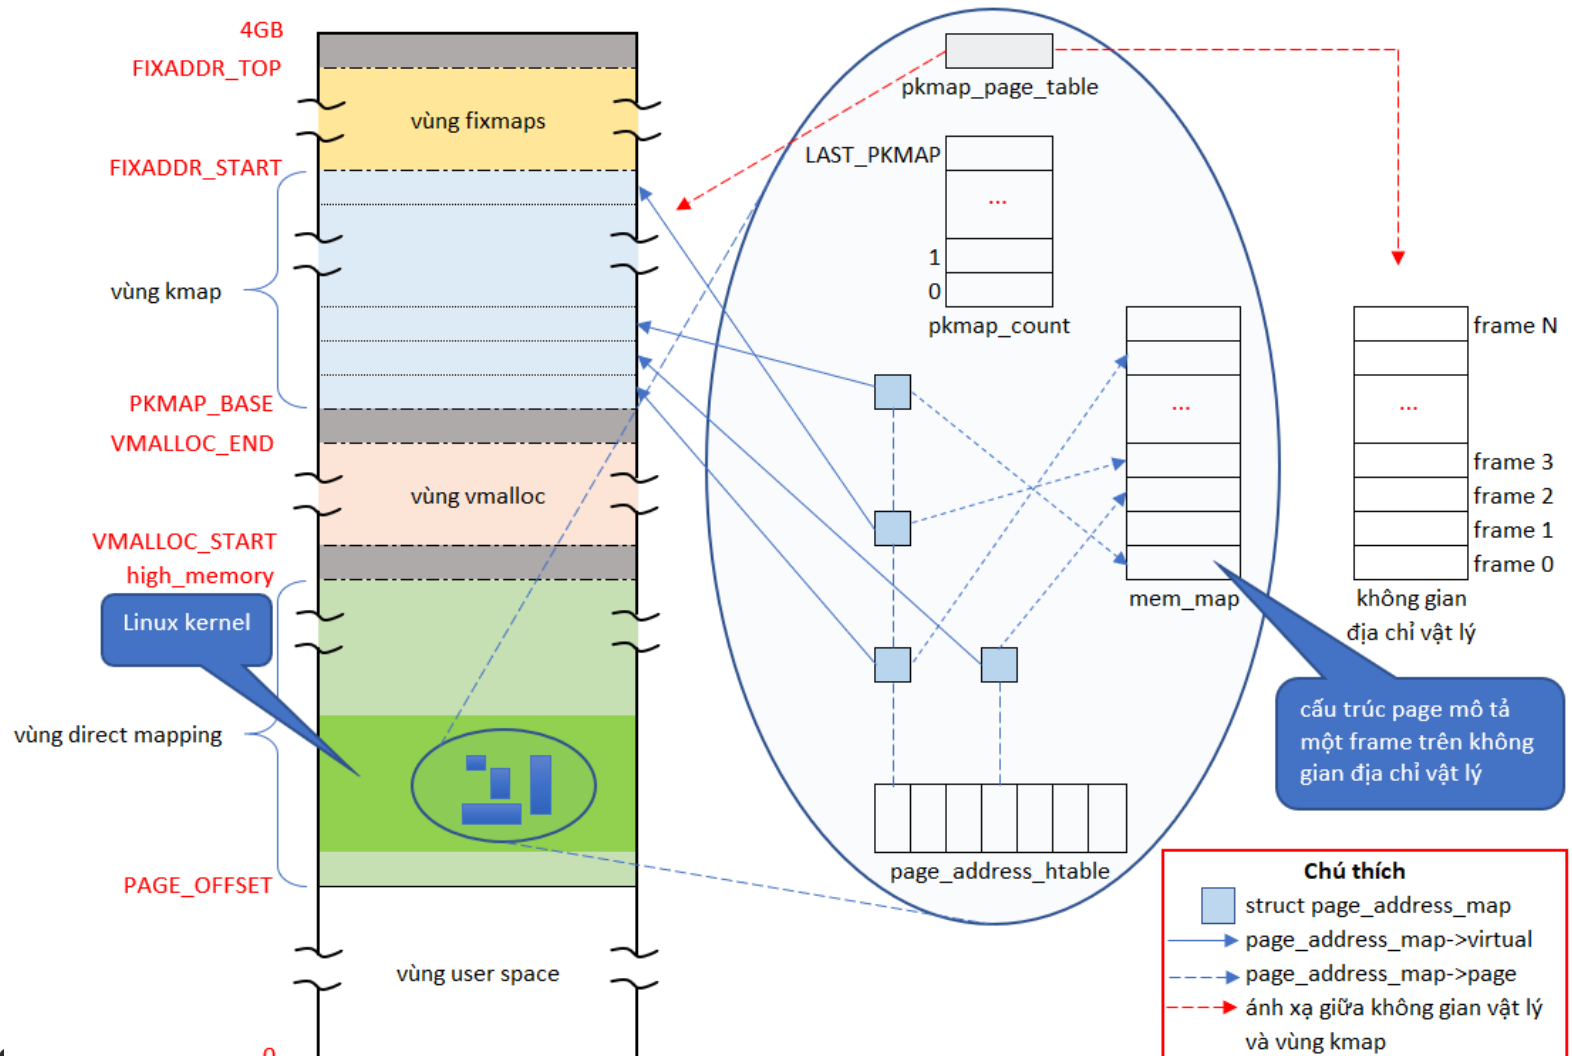 4GB
FIXADDR_TOP
vùng fixmaps
FIXADDR_START
vùng kmap
PKMAP_BASE
VMALLOC_END
vùng vmalloc
VMALLOC_START
high_memory
Linux kernel
vùng direct mapping
PAGE_OFFSET
vùng user space
0
pkmap_page_table
LAST_PKMAP
...
1
0
pkmap_count
...
mem_map
page_address_htable
frame N
...
frame 3
frame 2
frame 1
frame 0
không gian
địa chỉ vật lý
cấu trúc page mô tả
một frame trên không
gian địa chỉ vật lý
Chú thích
struct page_address_map
page_address_map->virtual
page_address_map->page
ánh xạ giữa không gian vật lý
và vùng kmap